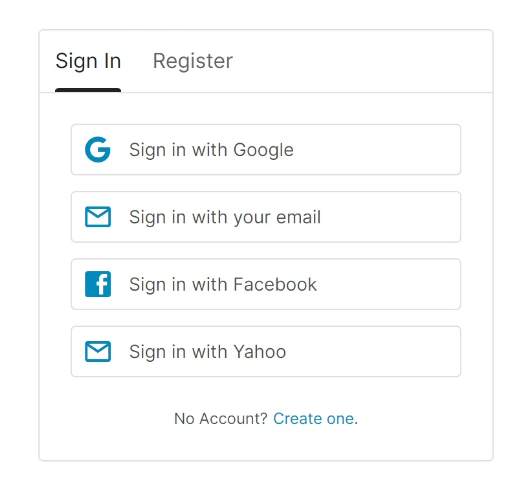 Sign In Register
Sign in with Google
Sign in with your email
Sign in with Facebook
Sign in with Yahoo
No Account? Create one.